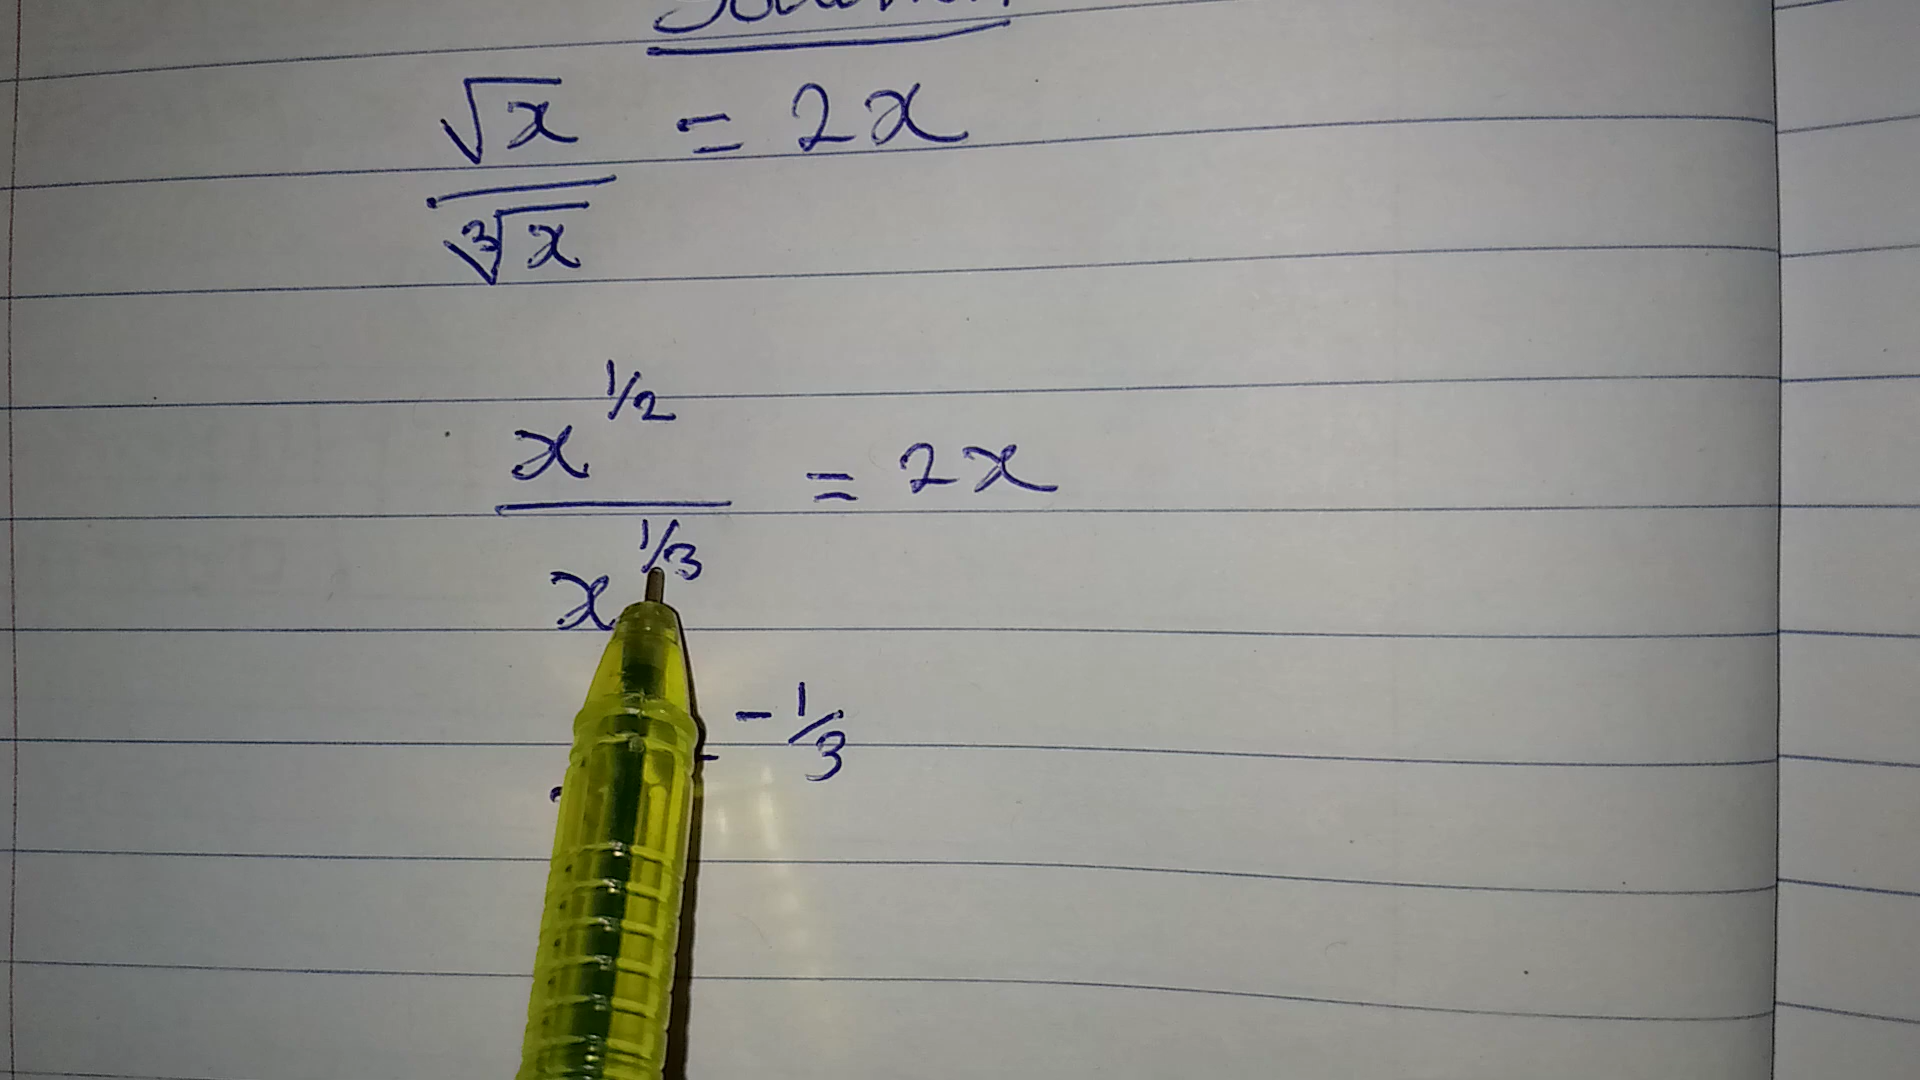 √x / ∛x = 2x
x^1/2 / x^1/3 = 2x
- 1/3